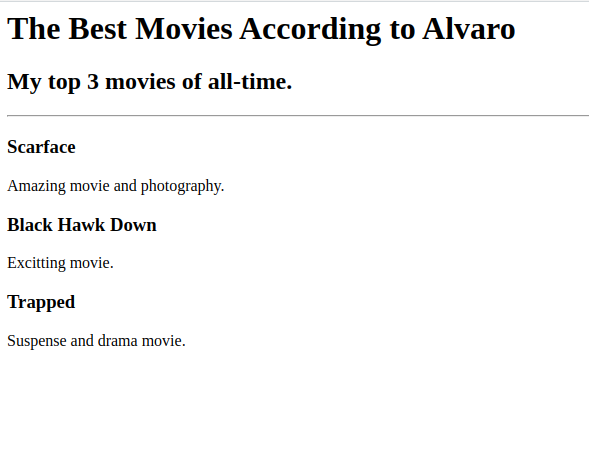 The Best Movies According to Alvaro
My top 3 movies of all-time.
Scarface
Amazing movie and photography.
Black Hawk Down
Excitting movie.
Trapped
Suspense and drama movie.